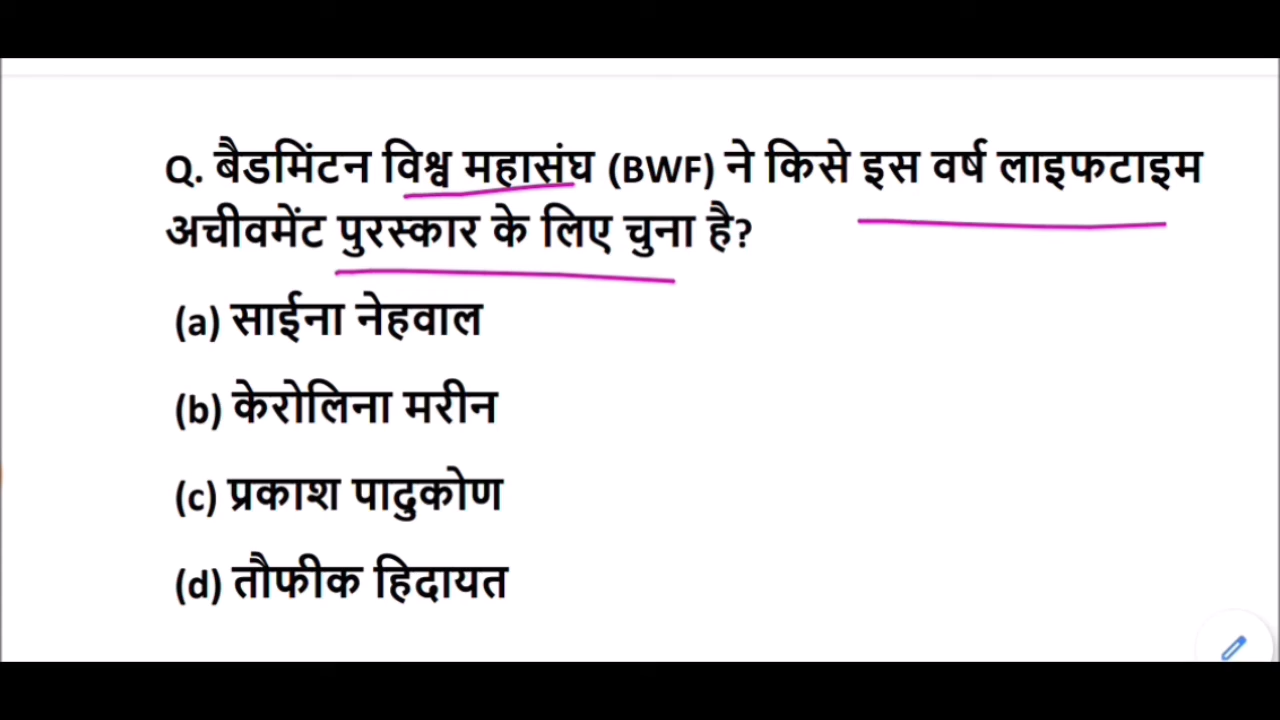 Q. बैडमिंटन विश्व महासंघ (BWF) ने किसे इस वर्ष लाइफटाइम
अचीवमेंट पुरस्कार के लिए चुना है?
(a) साईना नेहवाल
(b) केरोलिना मरीन
(c) प्रकाश पादुकोण
(d) तौफीक हिदायत